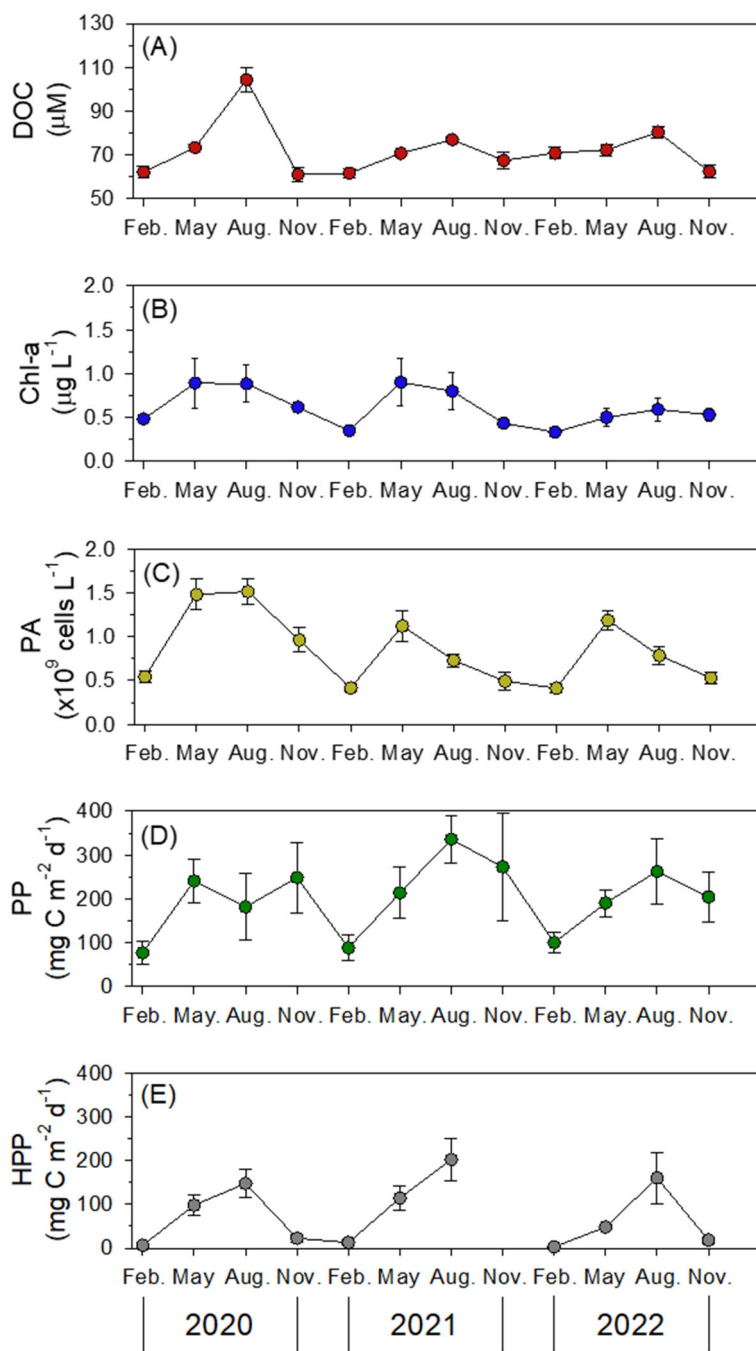 (A)
DOC
(μM)
130
110
90
70
50
Feb. May Aug. Nov. Feb. May Aug. Nov. Feb. May Aug. Nov.
(B)
Chl-a
(μg L⁻¹)
2.0
1.5
1.0
0.5
0.0
Feb. May Aug. Nov. Feb. May Aug. Nov. Feb. May Aug. Nov.
(C)
PA
(x10⁹ cells L⁻¹)
2.0
1.5
1.0
0.5
0.0
Feb. May Aug. Nov. Feb. May Aug. Nov. Feb. May Aug. Nov.
(D)
PP
(mg C m⁻² d⁻¹)
400
300
200
100
0
Feb. May. Aug. Nov. Feb. May. Aug. Nov. Feb. May. Aug. Nov.
(E)
HPP
(mg C m⁻² d⁻¹)
400
300
200
100
0
Feb. May Aug. Nov. Feb. May Aug. Nov. Feb. May Aug. Nov.
2020 2021 2022